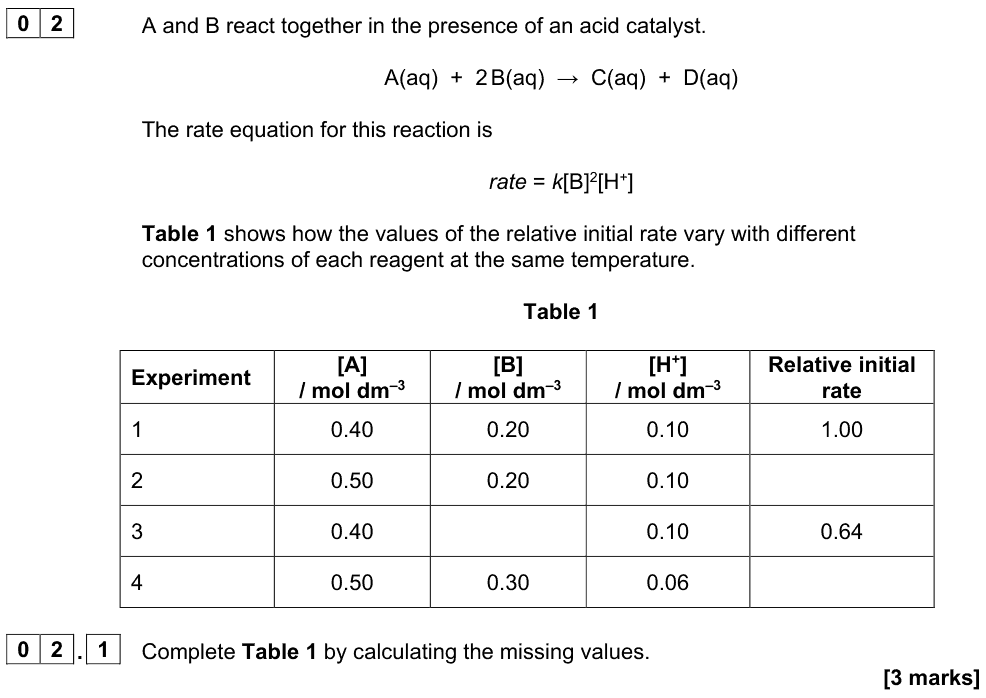 0 2 A and B react together in the presence of an acid catalyst.
A(aq) + 2B(aq) → C(aq) + D(aq)
The rate equation for this reaction is
rate = k[B]²[H⁺]
Table 1 shows how the values of the relative initial rate vary with different
concentrations of each reagent at the same temperature.
Table 1
Experiment [A] / mol dm⁻³ [B] / mol dm⁻³ [H⁺] / mol dm⁻³ Relative initial rate
1 0.40 0.20 0.10 1.00
2 0.50 0.20 0.10
3 0.40 0.10 0.64
4 0.50 0.30 0.06
0 2 . 1 Complete Table 1 by calculating the missing values.
[3 marks]